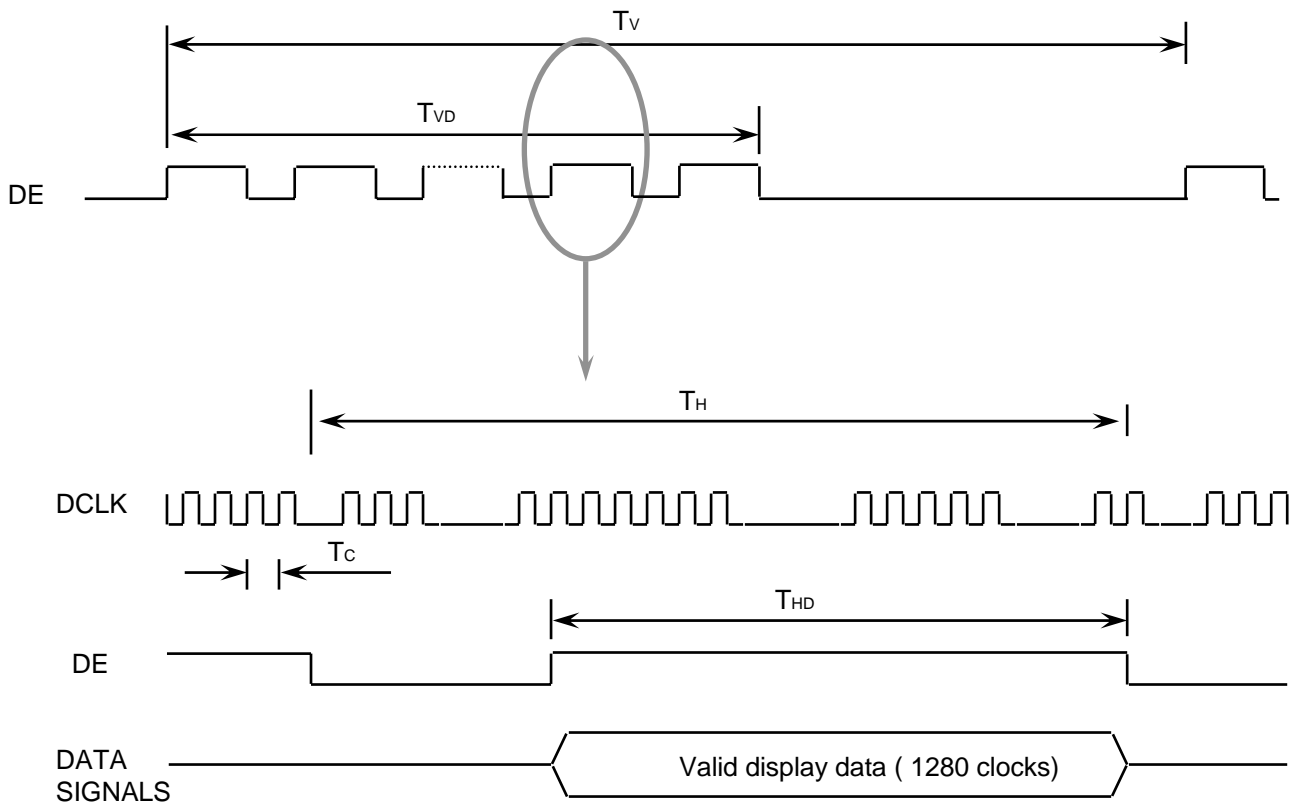 TV
TVD
DE
TH
DCLK
TC
THD
DE
DATA
SIGNALS
Valid display data ( 1280 clocks)